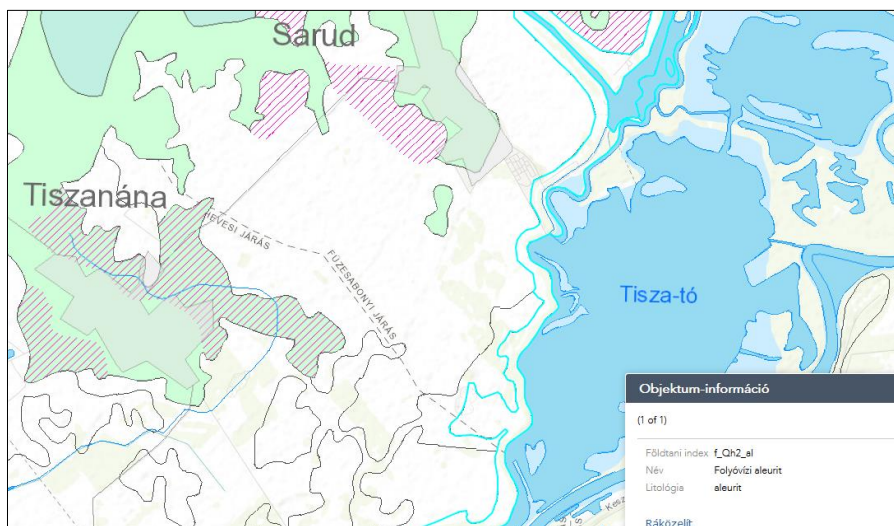 Sarud
Tiszanána
HEVESI JÁRÁS
FÜZESABONYI JÁRÁS
Tisza-tó
Objektum-információ
(1 of 1)
Földtani index f_Qh2_al
Név Folyóvízi aleurit
Litológia aleurit
Ráközelít